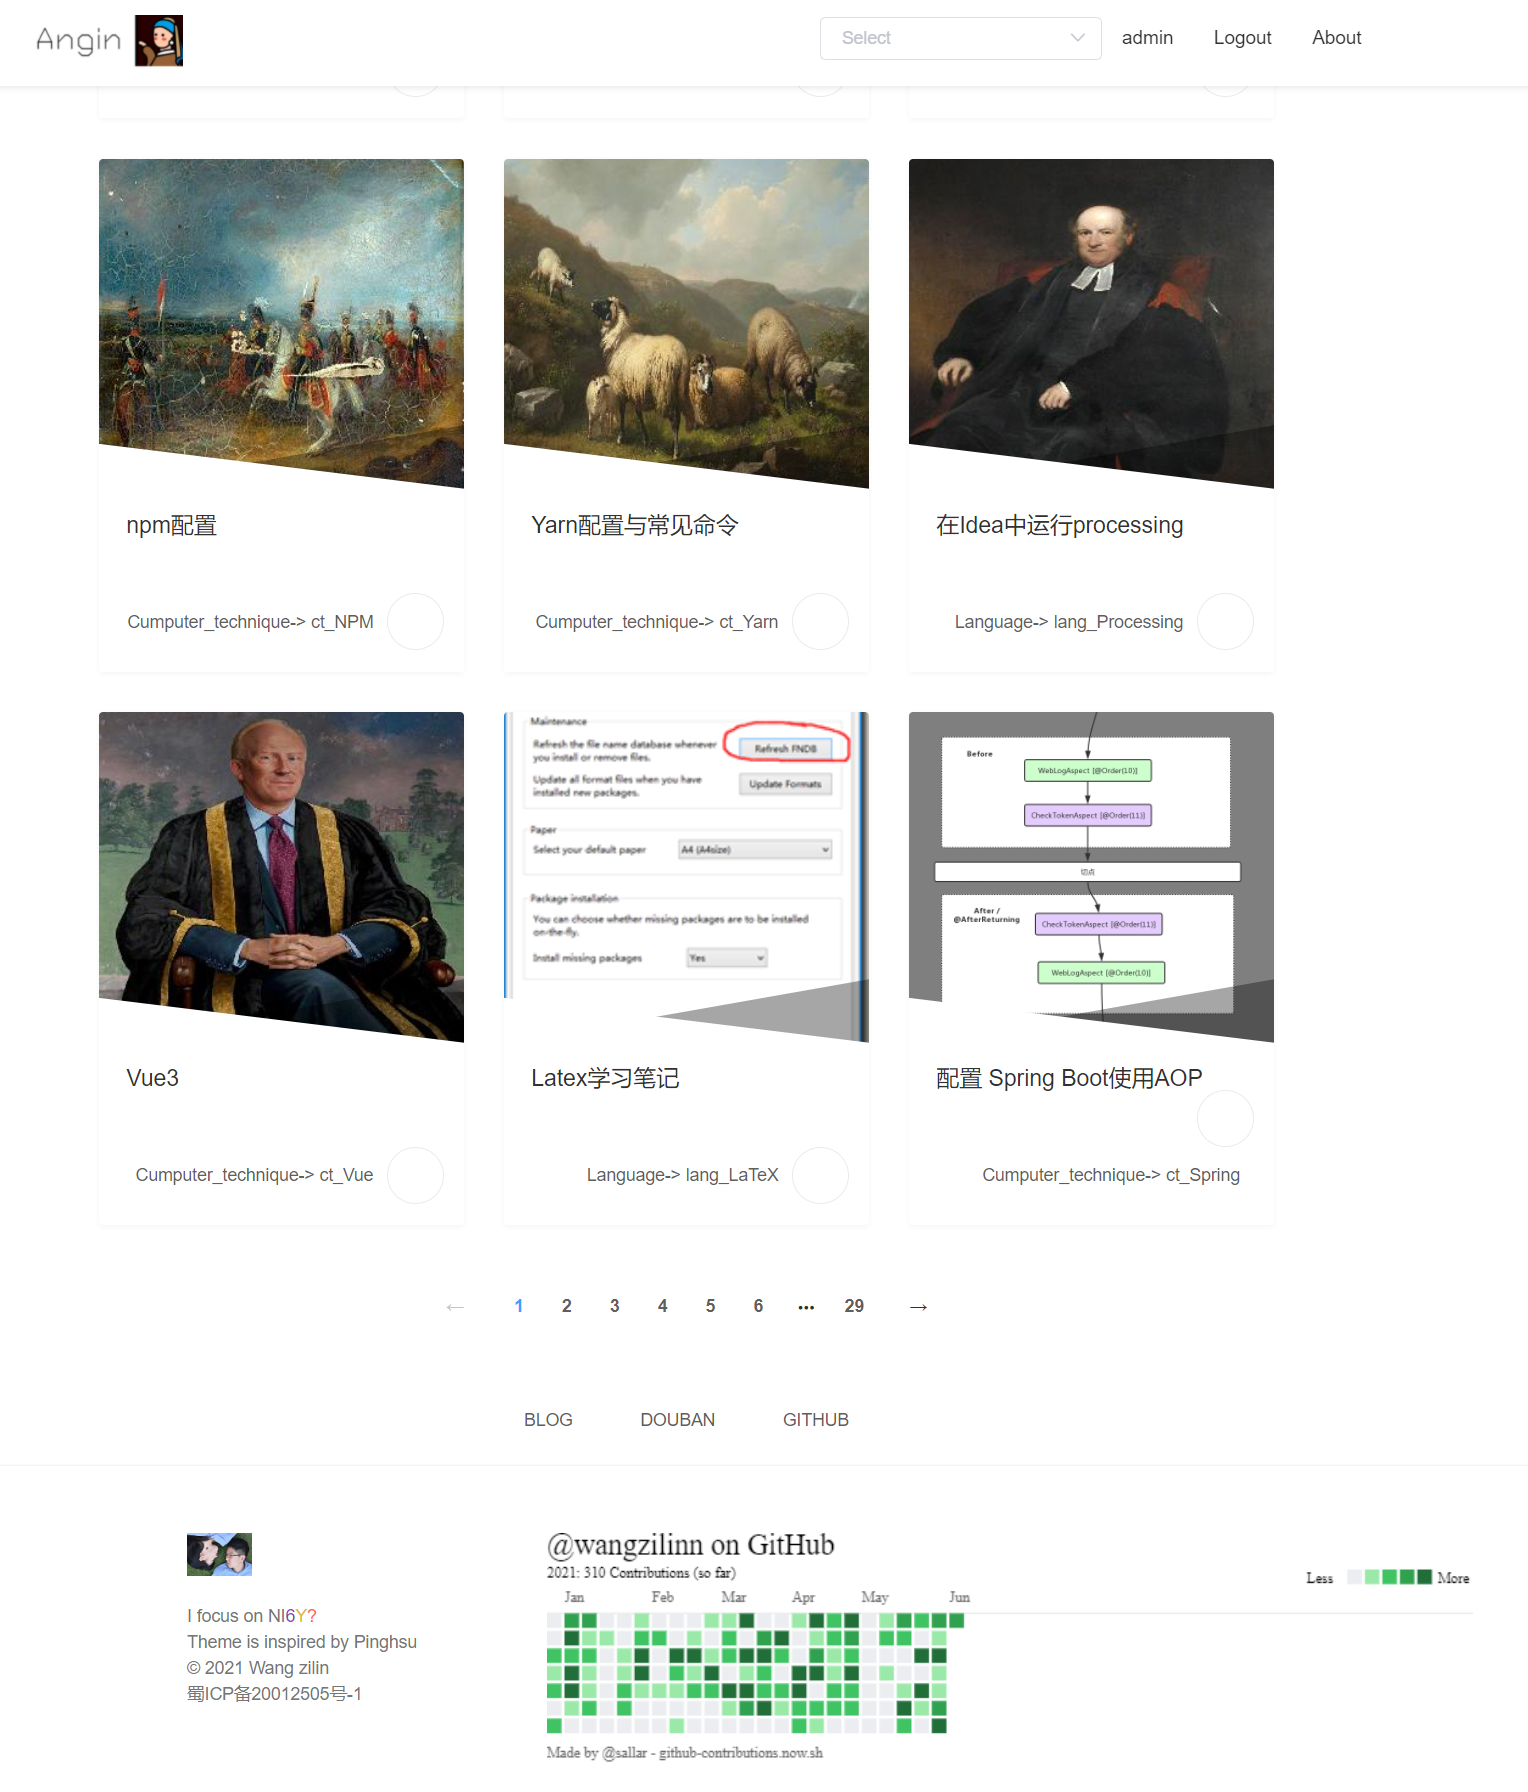 Angin
Select
admin
Logout
About
npm配置
Yarn配置与常见命令
在Idea中运行processing
Cumputer_technique-> ct_NPM
Cumputer_technique-> ct_Yarn
Language-> lang_Processing
Maintenance
Refresh the file name database whenever
you install or remove files.
Refresh FNDB
Update all format files when you have
installed new packages.
Update Formats
Paper
Select your default paper
A4 (A4size)
Package installation
You can choose whether missing packages are to be installed
on-the-fly.
Install missing packages
Yes
Before
WebLogAspect [@Order(10)]
CheckTokenAspect [@Order(11)]
切点
After /
@AfterReturning
CheckTokenAspect [@Order(11)]
WebLogAspect [@Order(10)]
Vue3
Latex学习笔记
配置 Spring Boot使用AOP
Cumputer_technique-> ct_Vue
Language-> lang_LaTeX
Cumputer_technique-> ct_Spring
← 1 2 3 4 5 6 ••• 29 →
BLOG
DOUBAN
GITHUB
I focus on NI6Y?
Theme is inspired by Pinghsu
© 2021 Wang zilin
蜀ICP备20012505号-1
@wangzilinn on GitHub
2021: 310 Contributions (so far)
Less
More
Jan Feb Mar Apr May Jun
Made by @sallar - github-contributions.now.sh